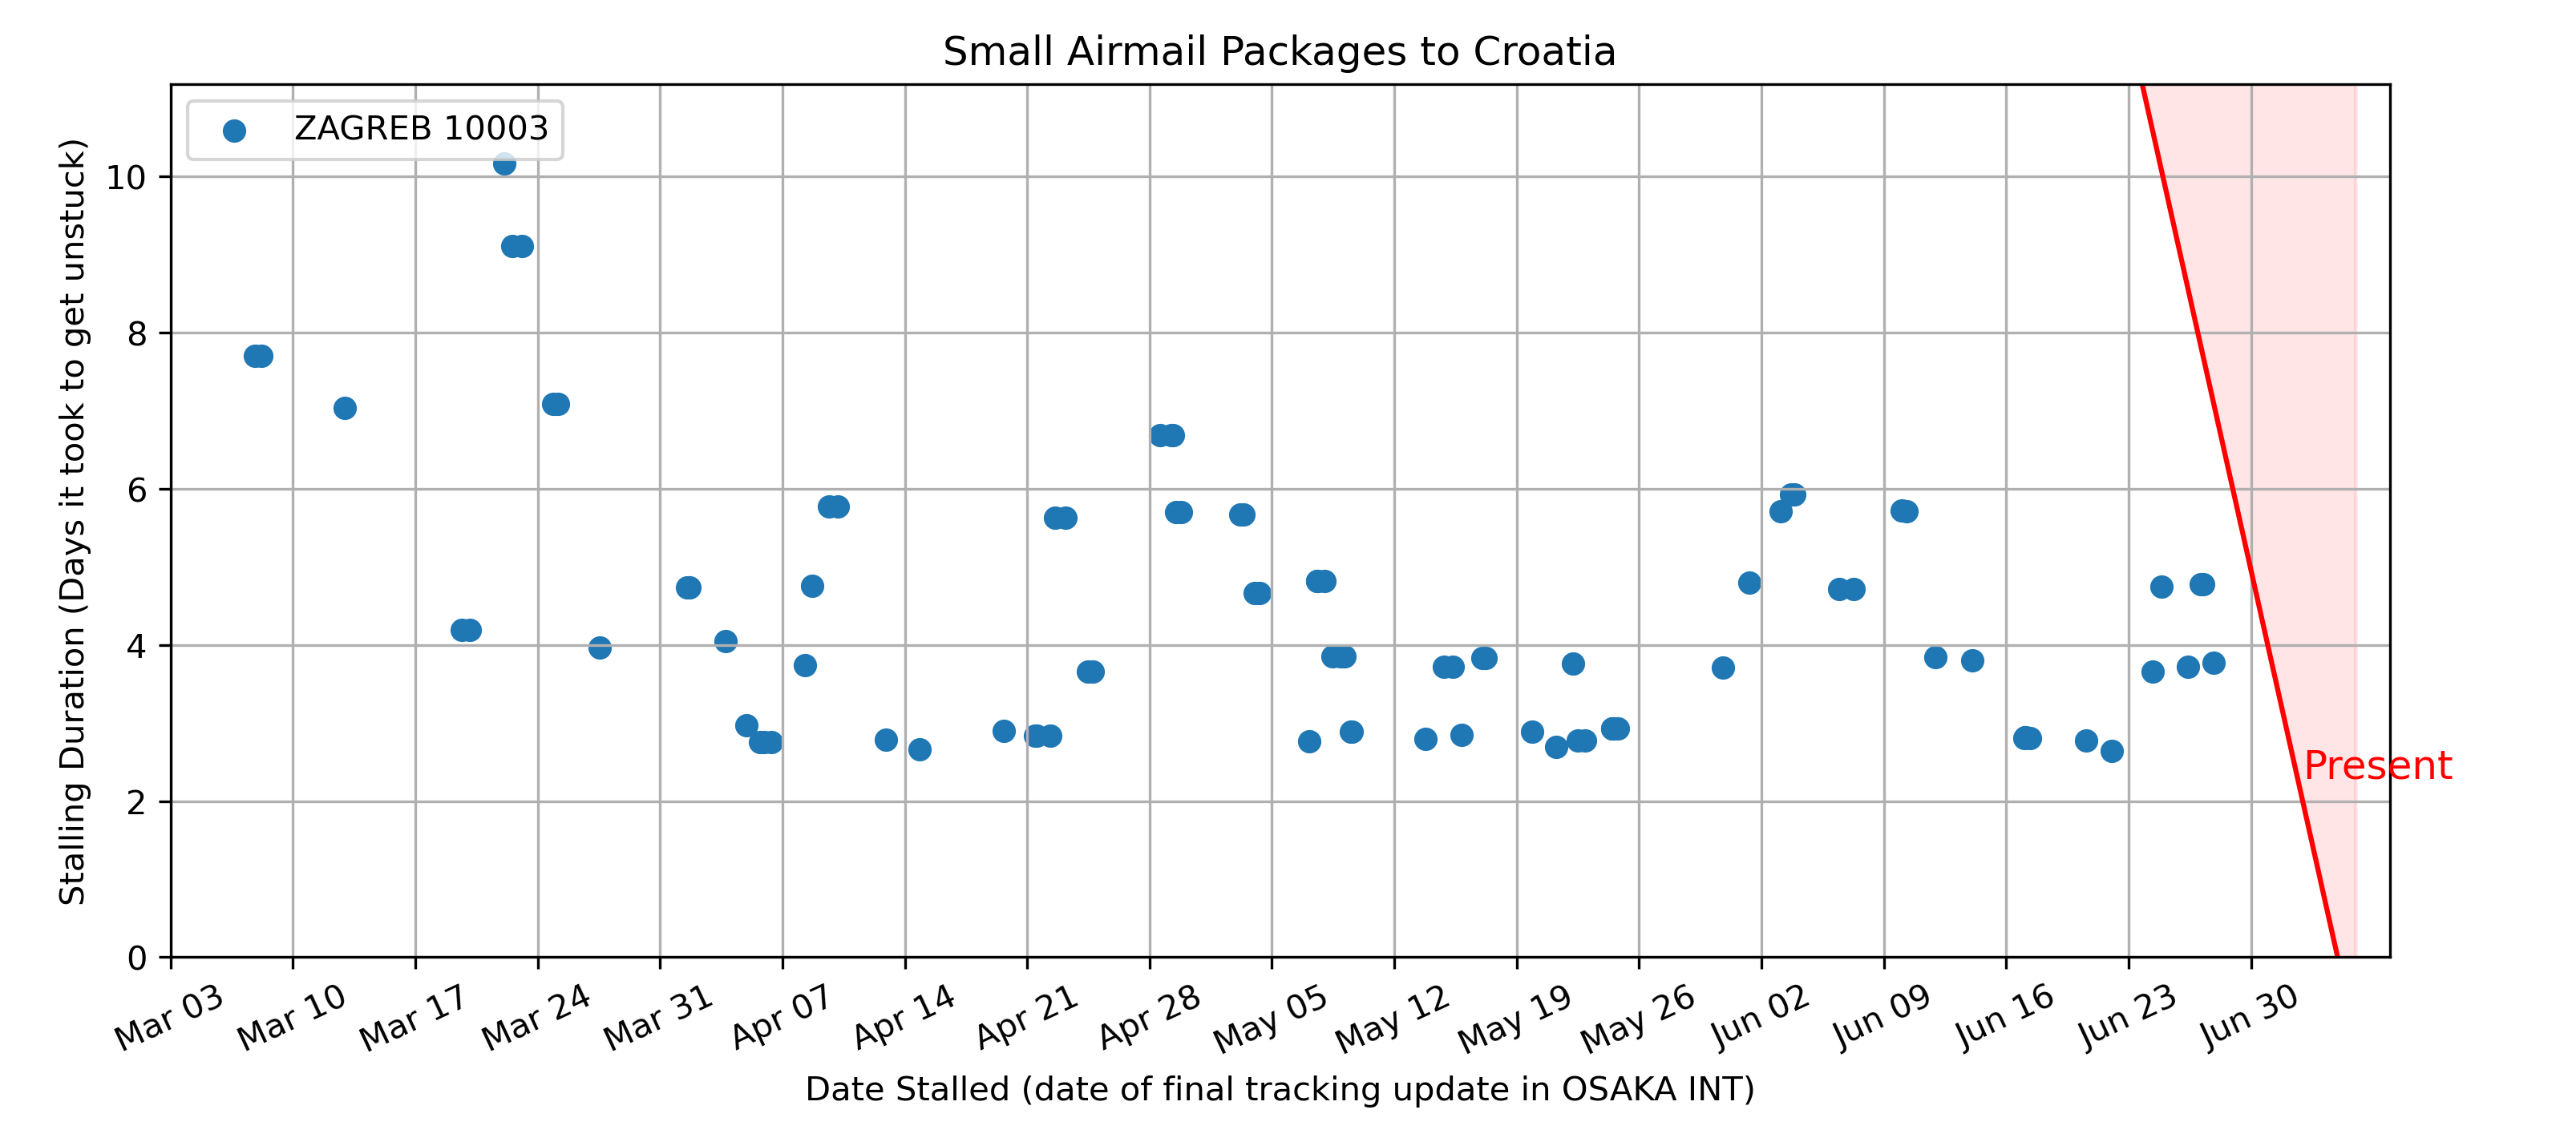 Small Airmail Packages to Croatia
ZAGREB 10003
Stalling Duration (Days it took to get unstuck)
10
8
6
4
2
0
Present
Mar 03 Mar 10 Mar 17 Mar 24 Mar 31 Apr 07 Apr 14 Apr 21 Apr 28 May 05 May 12 May 19 May 26 Jun 02 Jun 09 Jun 16 Jun 23 Jun 30
Date Stalled (date of final tracking update in OSAKA INT)